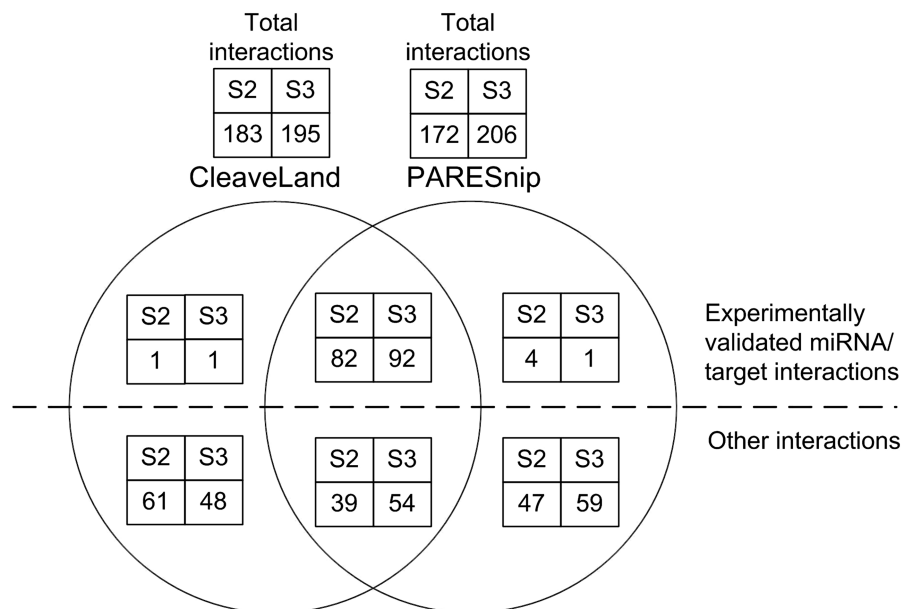 Total interactions
Total interactions
S2 S3
183 195
S2 S3
172 206
CleaveLand
PARESnip
S2 S3
1 1
S2 S3
82 92
S2 S3
4 1
Experimentally
validated miRNA/
target interactions
Other interactions
S2 S3
61 48
S2 S3
39 54
S2 S3
47 59